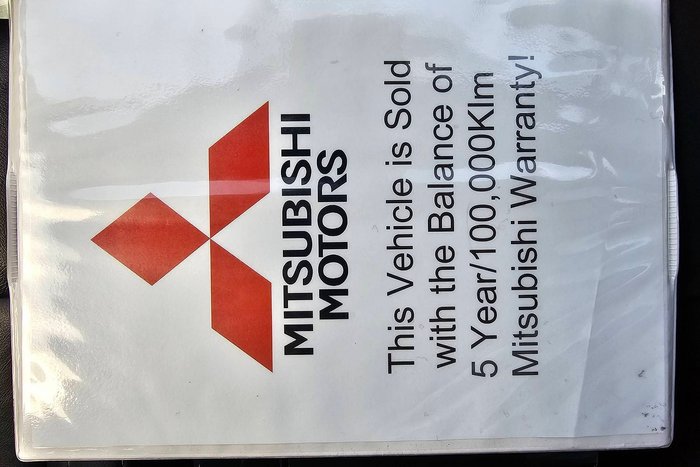 MITSUBISHI
MOTORS
This Vehicle is Sold
with the Balance of
5 Year/100,000Klm
Mitsubishi Warranty!